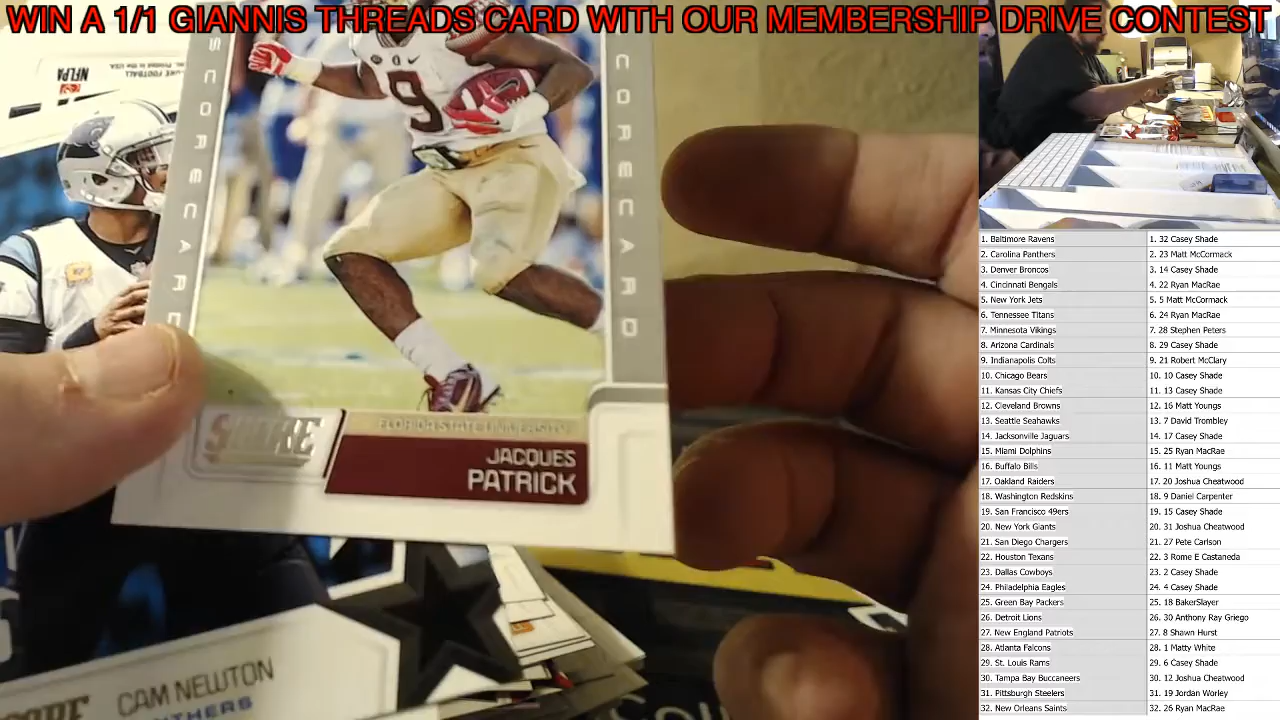 WIN A 1/1 GIANNIS THREADS CARD WITH OUR MEMBERSHIP DRIVE CONTEST
NFLPA
SCORECARD
SCORECARD
9
SCORE
FLORIDA STATE UNIVERSITY
JACQUES
PATRICK
CAM NEWTON
1. Baltimore Ravens 1. 32 Casey Shade
2. Carolina Panthers 2. 23 Matt McCormack
3. Denver Broncos 3. 14 Casey Shade
4. Cincinnati Bengals 4. 22 Ryan MacRae
5. New York Jets 5. 5 Matt McCormack
6. Tennessee Titans 6. 24 Ryan MacRae
7. Minnesota Vikings 7. 28 Stephen Peters
8. Arizona Cardinals 8. 29 Casey Shade
9. Indianapolis Colts 9. 21 Robert McClary
10. Chicago Bears 10. 10 Casey Shade
11. Kansas City Chiefs 11. 13 Casey Shade
12. Cleveland Browns 12. 16 Matt Youngs
13. Seattle Seahawks 13. 7 David Trombley
14. Jacksonville Jaguars 14. 17 Casey Shade
15. Miami Dolphins 15. 25 Ryan MacRae
16. Buffalo Bills 16. 11 Matt Youngs
17. Oakland Raiders 17. 20 Joshua Cheatwood
18. Washington Redskins 18. 9 Daniel Carpenter
19. San Francisco 49ers 19. 15 Casey Shade
20. New York Giants 20. 31 Joshua Cheatwood
21. San Diego Chargers 21. 27 Pete Carlson
22. Houston Texans 22. 3 Rome E Castaneda
23. Dallas Cowboys 23. 2 Casey Shade
24. Philadelphia Eagles 24. 4 Casey Shade
25. Green Bay Packers 25. 18 BakerSlayer
26. Detroit Lions 26. 30 Anthony Ray Griego
27. New England Patriots 27. 8 Shawn Hurst
28. Atlanta Falcons 28. 1 Matty White
29. St. Louis Rams 29. 6 Casey Shade
30. Tampa Bay Buccaneers 30. 12 Joshua Cheatwood
31. Pittsburgh Steelers 31. 19 Jordan Worley
32. New Orleans Saints 32. 26 Ryan MacRae